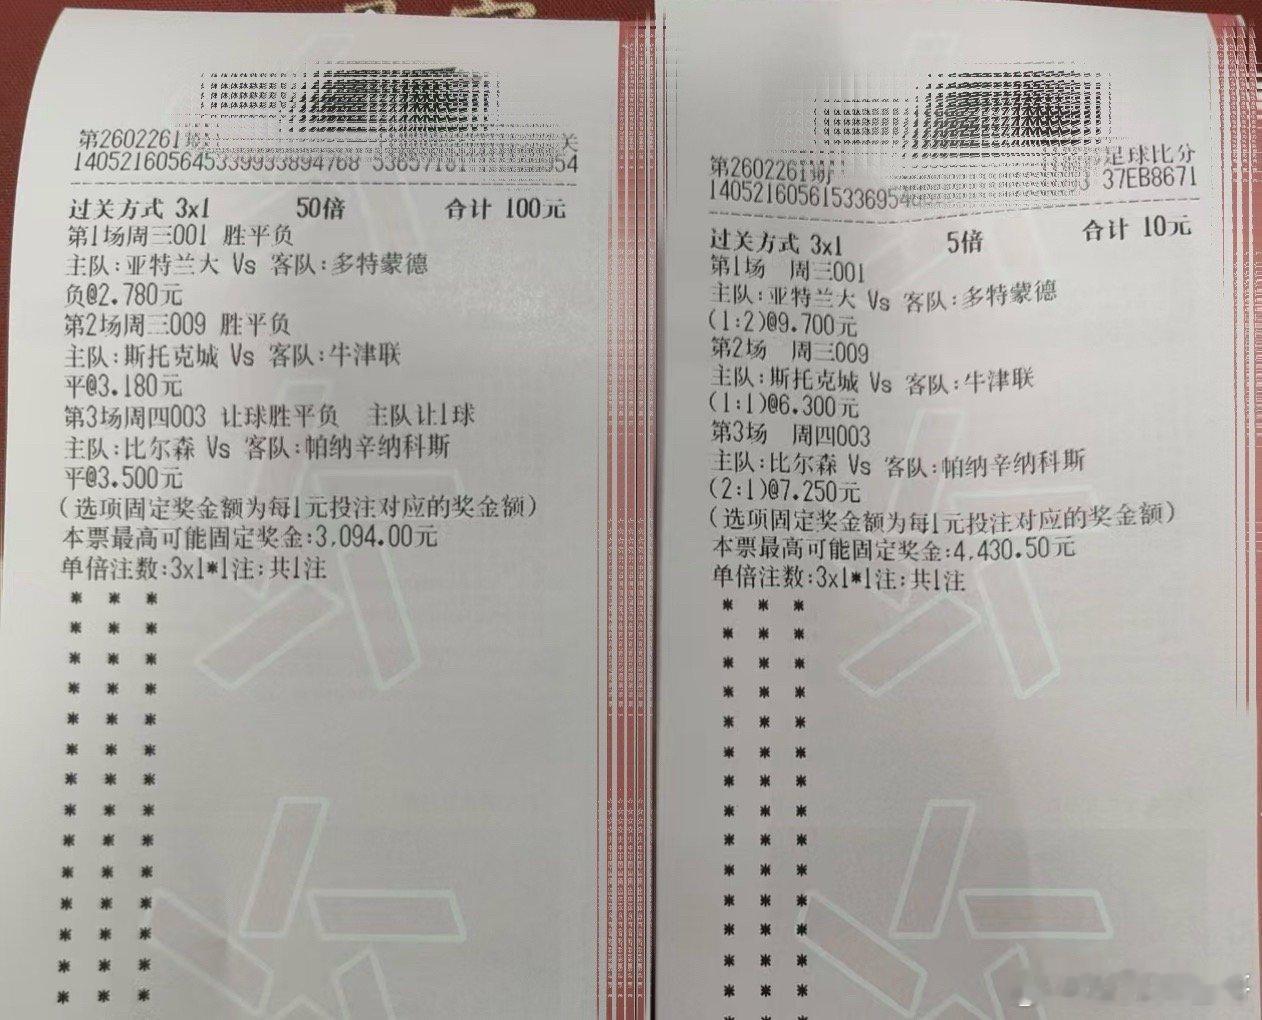 第2602261
关
过关方式 3x1 50倍 合计 100元
第1场周三001 胜平负
主队:亚特兰大 Vs 客队:多特蒙德
负@2.780元
第2场周三009 胜平负
主队:斯托克城 Vs 客队:牛津联
平@3.180元
第3场周四003 让球胜平负 主队让1球
主队:比尔森 Vs 客队:帕纳辛纳科斯
平@3.500元
(选项固定奖金额为每1元投注对应的奖金额)
本票最高可能固定奖金:3,094.00元
单倍注数:3x1*1注:共1注
* * *
* * *
* * *
* * *
* * *
* * *
* * *
* * *
* * *
* * *
* * *
* * *
* * *
* * *
足球比分
第2602261期
37EB8671
过关方式 3x1 5倍 合计 10元
第1场 周三001
主队:亚特兰大 Vs 客队:多特蒙德
(1:2)@9.700元
第2场 周三009
主队:斯托克城 Vs 客队:牛津联
(1:1)@6.300元
第3场 周四003
主队:比尔森 Vs 客队:帕纳辛纳科斯
(2:1)@7.250元
(选项固定奖金额为每1元投注对应的奖金额)
本票最高可能固定奖金:4,430.50元
单倍注数:3x1*1注:共1注
* * *
* * *
* * *
* * *
* * *
* * *
* * *
* * *
* * *
* * *
* * *
* * *
* * *
* * *